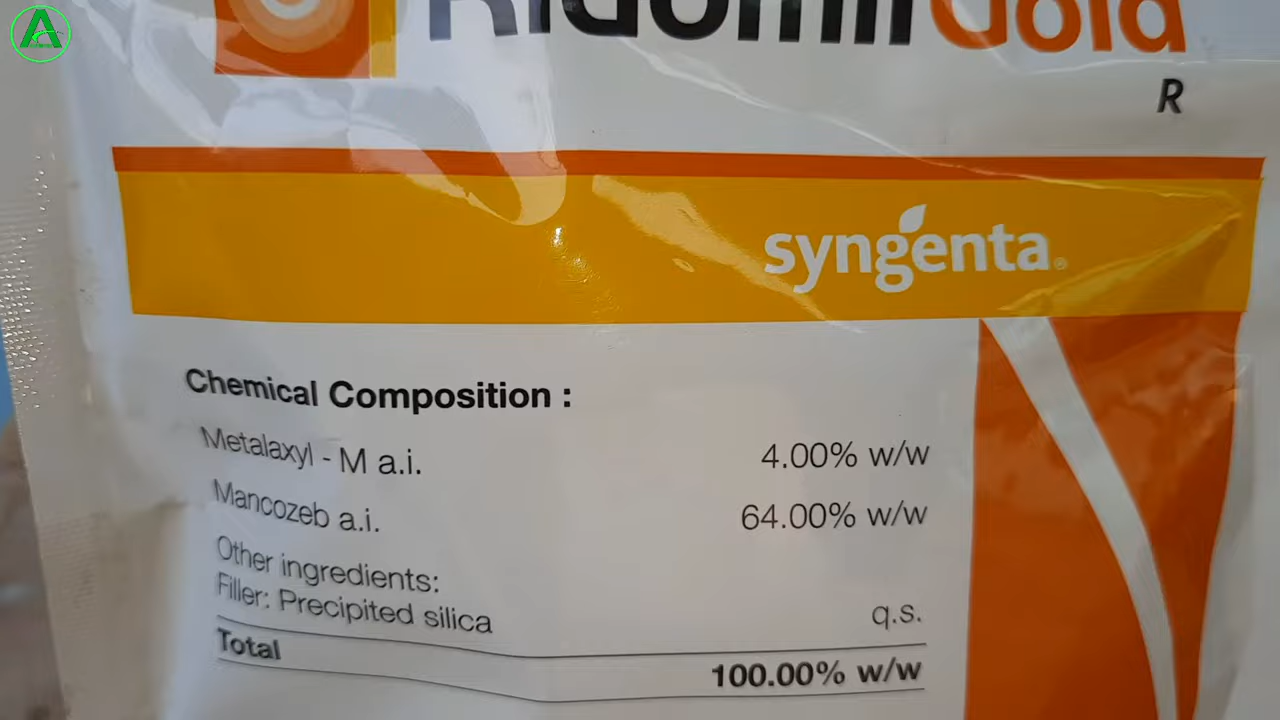 Ridomil Gold
R
syngenta®
Chemical Composition :
Metalaxyl - M a.i. 4.00% w/w
Mancozeb a.i. 64.00% w/w
Other ingredients:
Filler: Precipited silica q.s.
Total 100.00% w/w